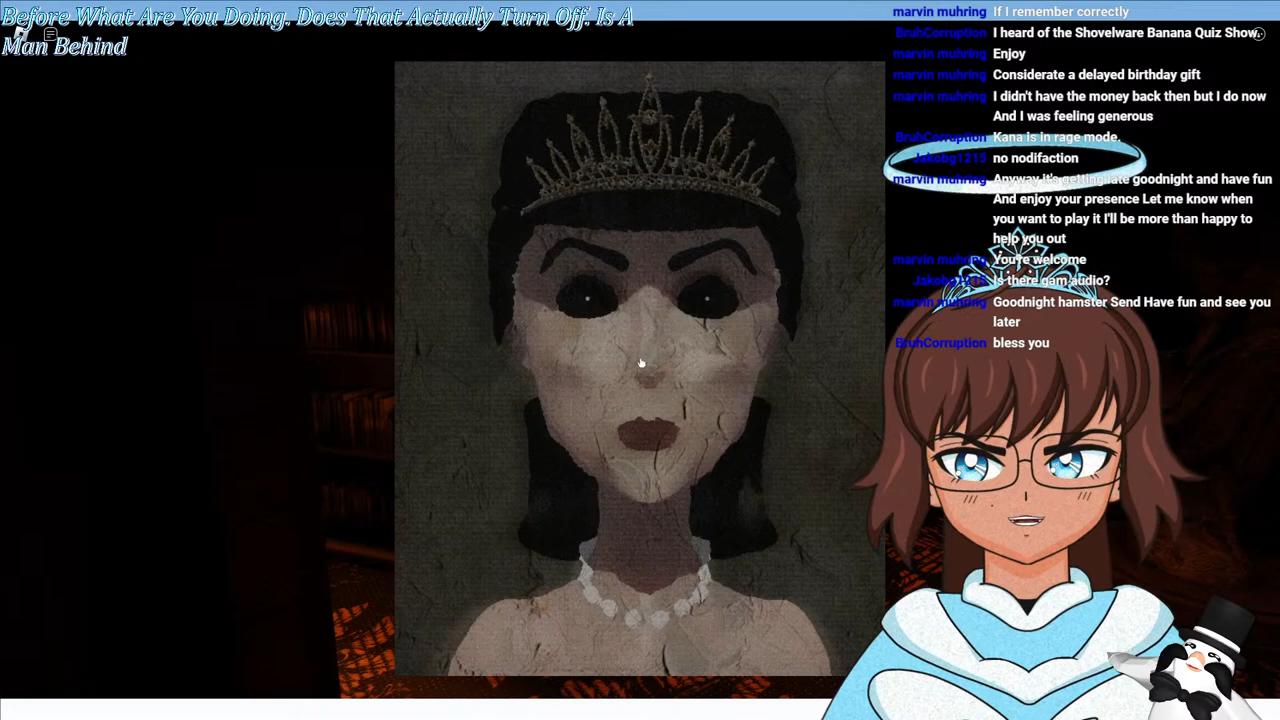 Before What Are You Doing. Does That Actually Turn Off. Is A
Man Behind
marvin muhring If I remember correctly
BruhCorruption I heard of the Shovelware Banana Quiz Show.
marvin muhring Enjoy
marvin muhring Considerate a delayed birthday gift
marvin muhring I didn't have the money back then but I do now
And I was feeling generous
BruhCorruption Kana is in rage mode.
Jakobg1215 no nodifaction
marvin muhring Anyway it's getting late goodnight and have fun
And enjoy your presence Let me know when
you want to play it I'll be more than happy to
help you out
marvin muhring You're welcome
Jakobg1215 Is there gam audio?
marvin muhring Goodnight hamster Send Have fun and see you
later
BruhCorruption bless you